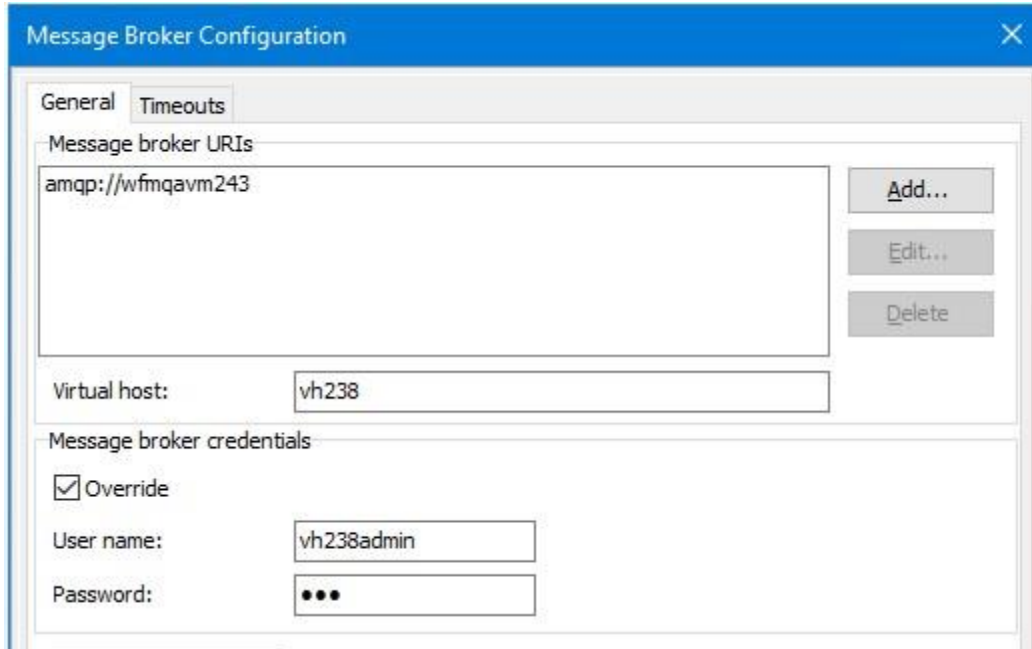 Message Broker Configuration
General Timeouts
Message broker URIs
amqp://wfmqavm243
Add...
Edit...
Delete
Virtual host: vh238
Message broker credentials
Override
User name: vh238admin
Password: ●●●